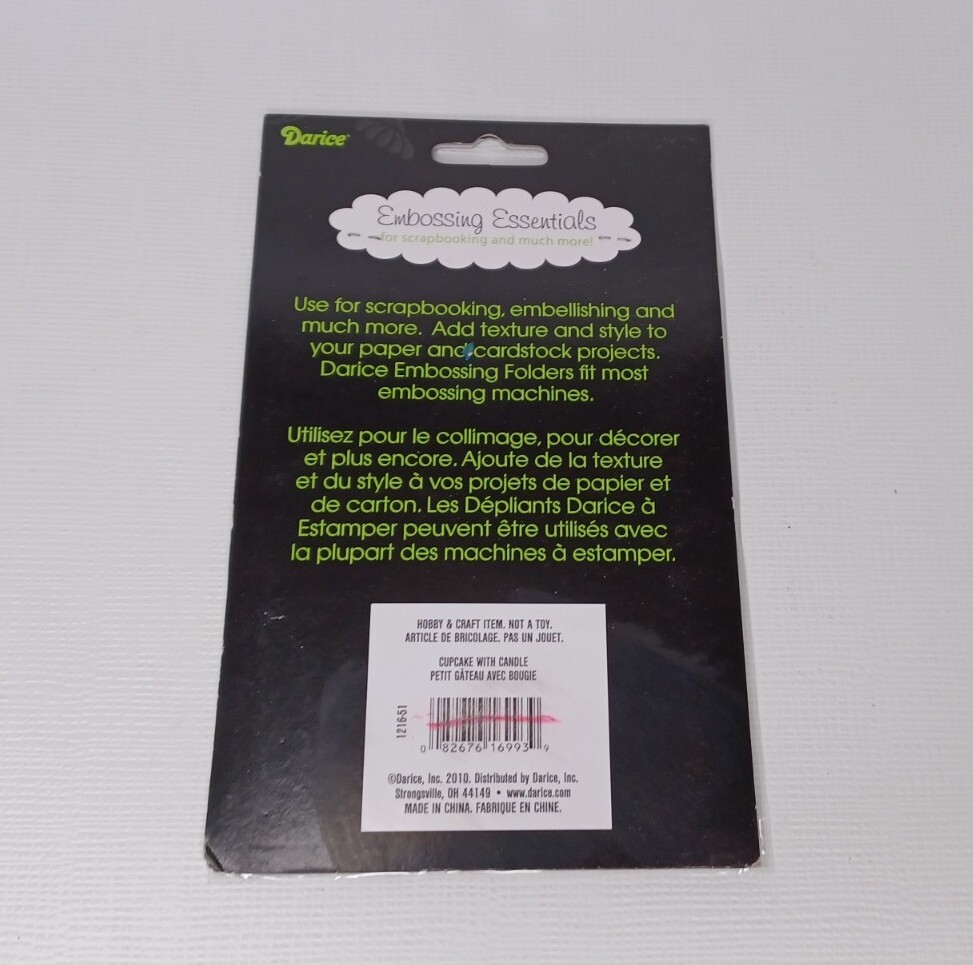 Darice
Embossing Essentials
for scrapbooking and much more!
Use for scrapbooking, embellishing and
much more. Add texture and style to
your paper and cardstock projects.
Darice Embossing Folders fit most
embossing machines.
Utilisez pour le collimage, pour décorer
et plus encore. Ajoute de la texture
et du style à vos projets de papier et
de carton. Les Dépliants Darice à
Estamper peuvent être utilisés avec
la plupart des machines à estamper.
HOBBY & CRAFT ITEM. NOT A TOY.
ARTICLE DE BRICOLAGE. PAS UN JOUET.
CUPCAKE WITH CANDLE
PETIT GÂTEAU AVEC BOUGIE
1216-51
0 82676 16993 9
©Darice, Inc. 2010. Distributed by Darice, Inc.
Strongsville, OH 44149 • www.darice.com
MADE IN CHINA. FABRIQUE EN CHINE.